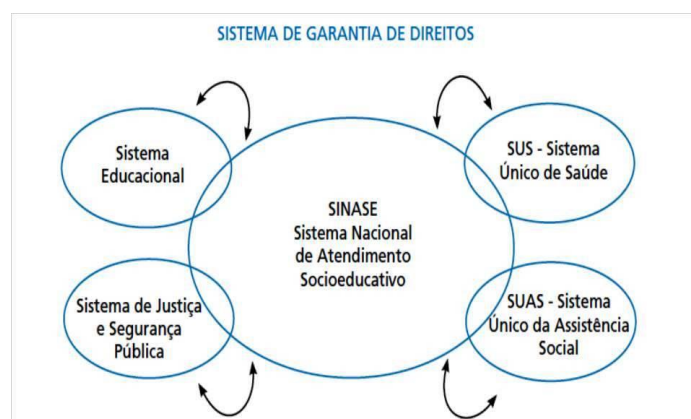 SISTEMA DE GARANTIA DE DIREITOS
Sistema
Educacional
SUS - Sistema
Único de Saúde
SINASE
Sistema Nacional
de Atendimento
Socioeducativo
Sistema de Justiça
e Segurança
Pública
SUAS - Sistema
Único da Assistência
Social